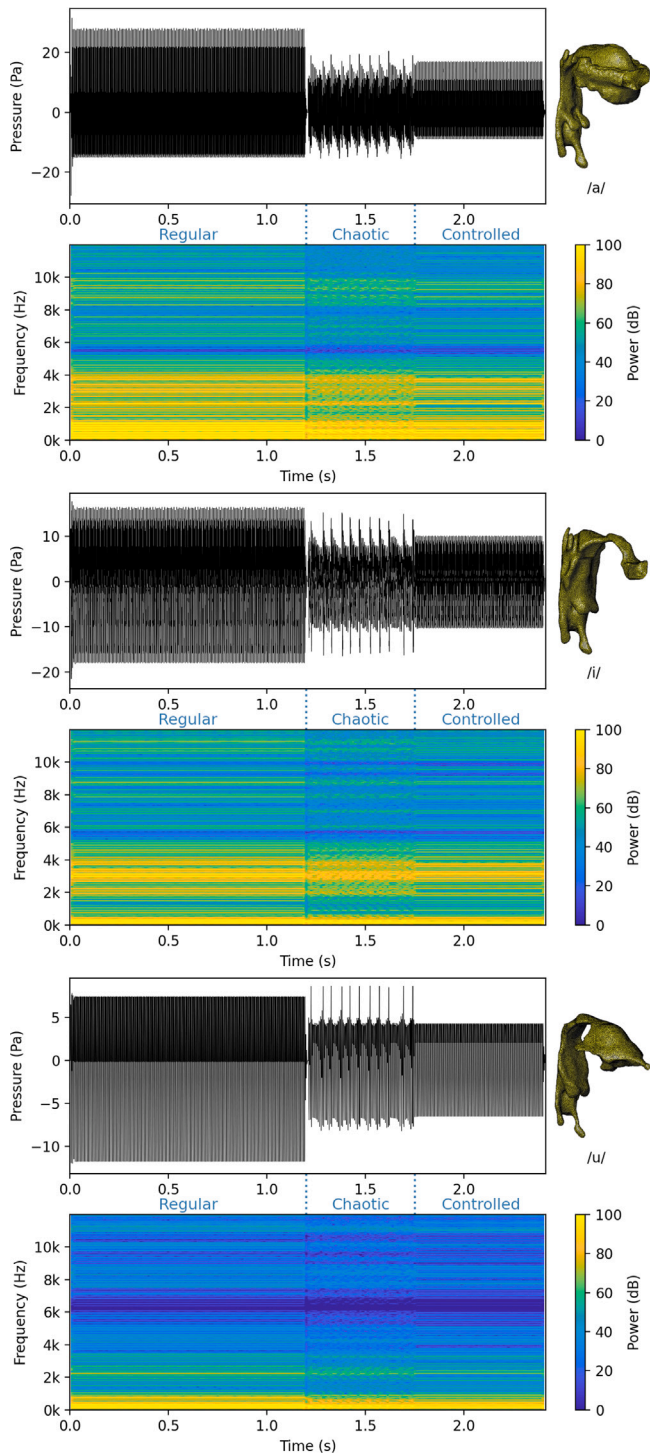 Pressure (Pa)
20
0
−20
0.0 0.5 1.0 1.5 2.0
/a/
Regular Chaotic Controlled
Frequency (Hz)
10k
8k
6k
4k
2k
0k
0.0 0.5 1.0 1.5 2.0
Time (s)
100
80
60
40
20
0
Power (dB)
Pressure (Pa)
10
0
−10
−20
0.0 0.5 1.0 1.5 2.0
/i/
Regular Chaotic Controlled
Frequency (Hz)
10k
8k
6k
4k
2k
0k
0.0 0.5 1.0 1.5 2.0
Time (s)
100
80
60
40
20
0
Power (dB)
Pressure (Pa)
5
0
−5
−10
0.0 0.5 1.0 1.5 2.0
/u/
Regular Chaotic Controlled
Frequency (Hz)
10k
8k
6k
4k
2k
0k
0.0 0.5 1.0 1.5 2.0
Time (s)
100
80
60
40
20
0
Power (dB)